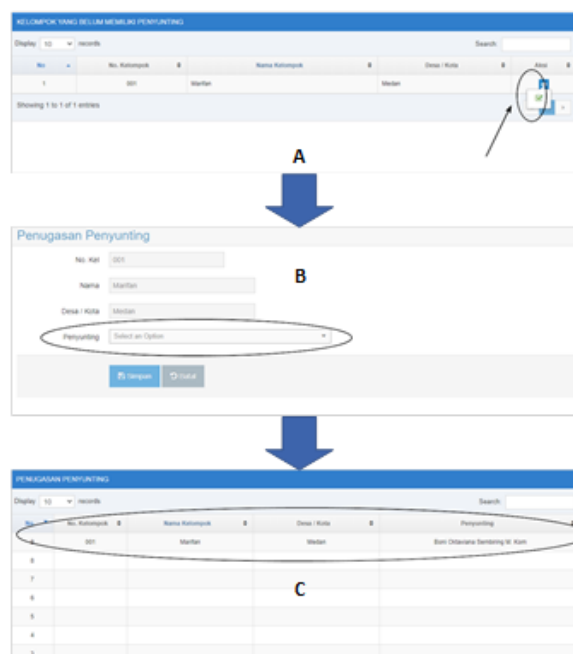 KELOMPOK YANG BELUM MEMILIKI PENYUNTING
Display 10 records Search:
No No. Kelompok Nama Kelompok Desa / Kota Aksi
1 001 Marifan Medan
Showing 1 to 1 of 1 entries
A
Penugasan Penyunting
No. Kel 001
B
Nama Marifan
Desa / Kota Medan
Penyunting Select an Option
Simpan Batal
PENUGASAN PENYUNTING
Display 10 records Search:
No No. Kelompok Nama Kelompok Desa / Kota Penyunting
001 Marifan Medan Boni Oktaviana Sembiring M. Kom
8
7
C
6
5
4
3